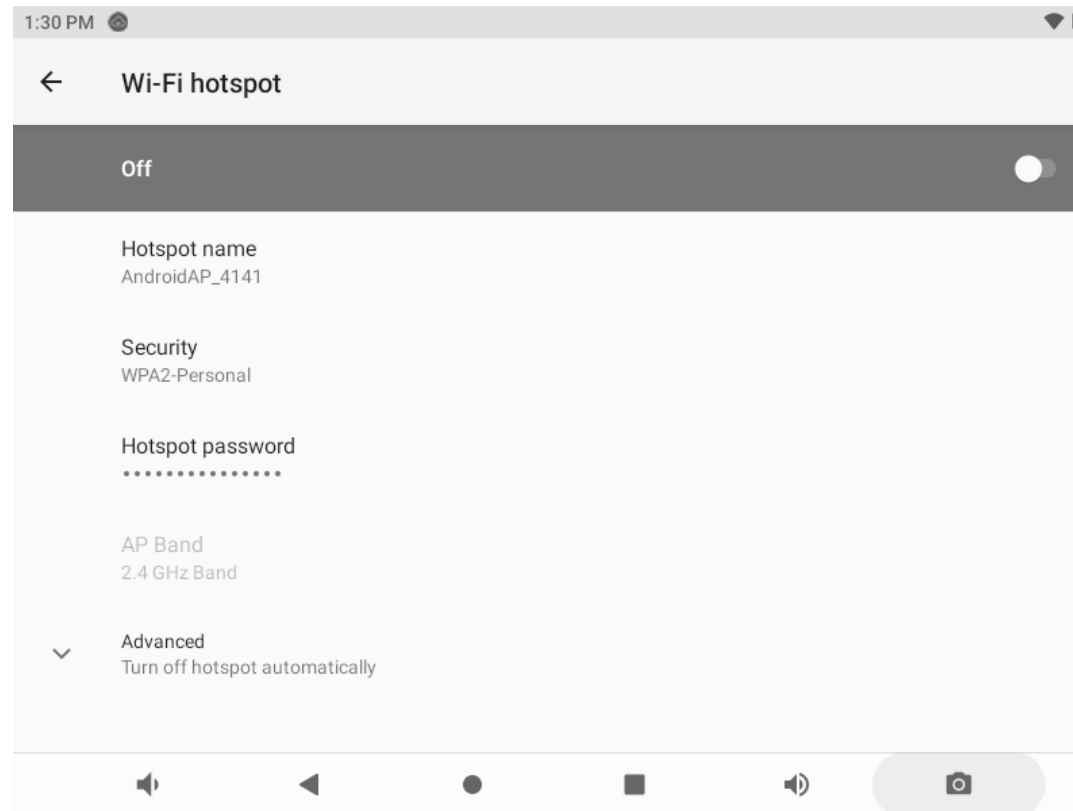 1:30 PM
Wi-Fi hotspot
Off
Hotspot name
AndroidAP_4141
Security
WPA2-Personal
Hotspot password
•••••••••••••••
AP Band
2.4 GHz Band
Advanced
Turn off hotspot automatically